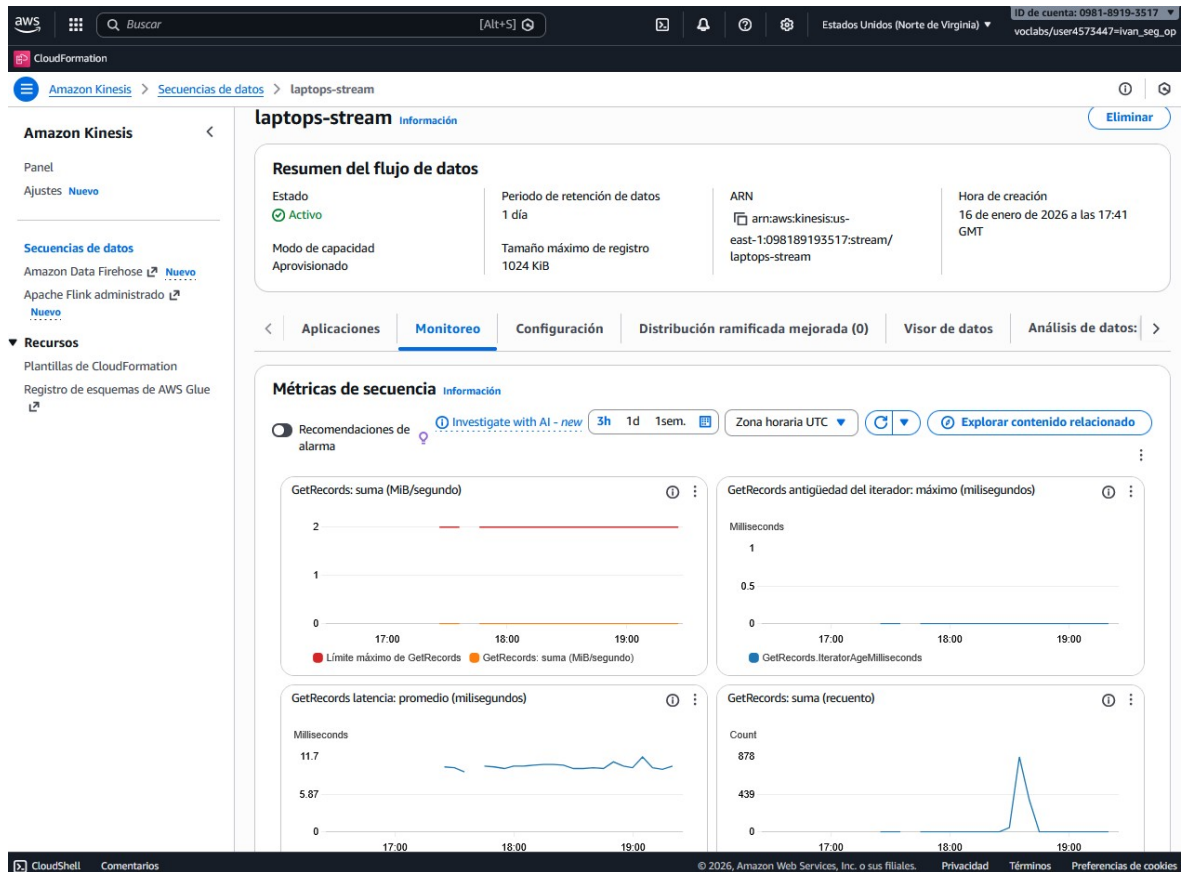 aws
Buscar
[Alt+S]
Estados Unidos (Norte de Virginia) ▼
ID de cuenta: 0981-8919-3517 ▼
voclabs/user4573447=ivan_seg_op
CloudFormation
Amazon Kinesis > Secuencias de datos > laptops-stream
Amazon Kinesis
Panel
Ajustes Nuevo
Secuencias de datos
Amazon Data Firehose Nuevo
Apache Flink administrado
Nuevo
▼ Recursos
Plantillas de CloudFormation
Registro de esquemas de AWS Glue
laptops-stream Información
Eliminar
Resumen del flujo de datos
Estado
Activo
Modo de capacidad
Aprovisionado
Periodo de retención de datos
1 día
Tamaño máximo de registro
1024 KiB
ARN
arn:aws:kinesis:us-
east-1:098189193517:stream/
laptops-stream
Hora de creación
16 de enero de 2026 a las 17:41
GMT
Aplicaciones
Monitoreo
Configuración
Distribución ramificada mejorada (0)
Visor de datos
Análisis de datos:
Métricas de secuencia Información
Recomendaciones de
alarma
Investigate with AI - new
3h 1d 1sem.
Zona horaria UTC ▼
Explorar contenido relacionado
GetRecords: suma (MiB/segundo)
2
1
0
17:00 18:00 19:00
Límite máximo de GetRecords GetRecords: suma (MiB/segundo)
GetRecords antigüedad del iterador: máximo (milisegundos)
Milliseconds
1
0.5
0
17:00 18:00 19:00
GetRecords.IteratorAgeMilliseconds
GetRecords latencia: promedio (milisegundos)
Milliseconds
11.7
5.87
0
17:00 18:00 19:00
GetRecords: suma (recuento)
Count
878
439
0
17:00 18:00 19:00
CloudShell Comentarios
© 2026, Amazon Web Services, Inc. o sus filiales. Privacidad Términos Preferencias de cookies